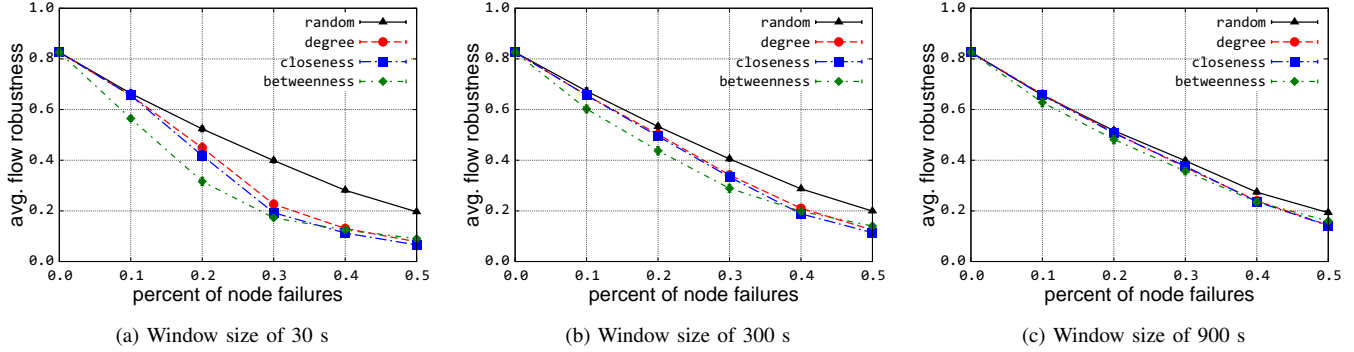 avg. flow robustness
1.0
0.8
0.6
0.4
0.2
0.0
random
degree
closeness
betweenness
0.0 0.1 0.2 0.3 0.4 0.5
percent of node failures
(a) Window size of 30 s
avg. flow robustness
1.0
0.8
0.6
0.4
0.2
0.0
random
degree
closeness
betweenness
0.0 0.1 0.2 0.3 0.4 0.5
percent of node failures
(b) Window size of 300 s
avg. flow robustness
1.0
0.8
0.6
0.4
0.2
0.0
random
degree
closeness
betweenness
0.0 0.1 0.2 0.3 0.4 0.5
percent of node failures
(c) Window size of 900 s